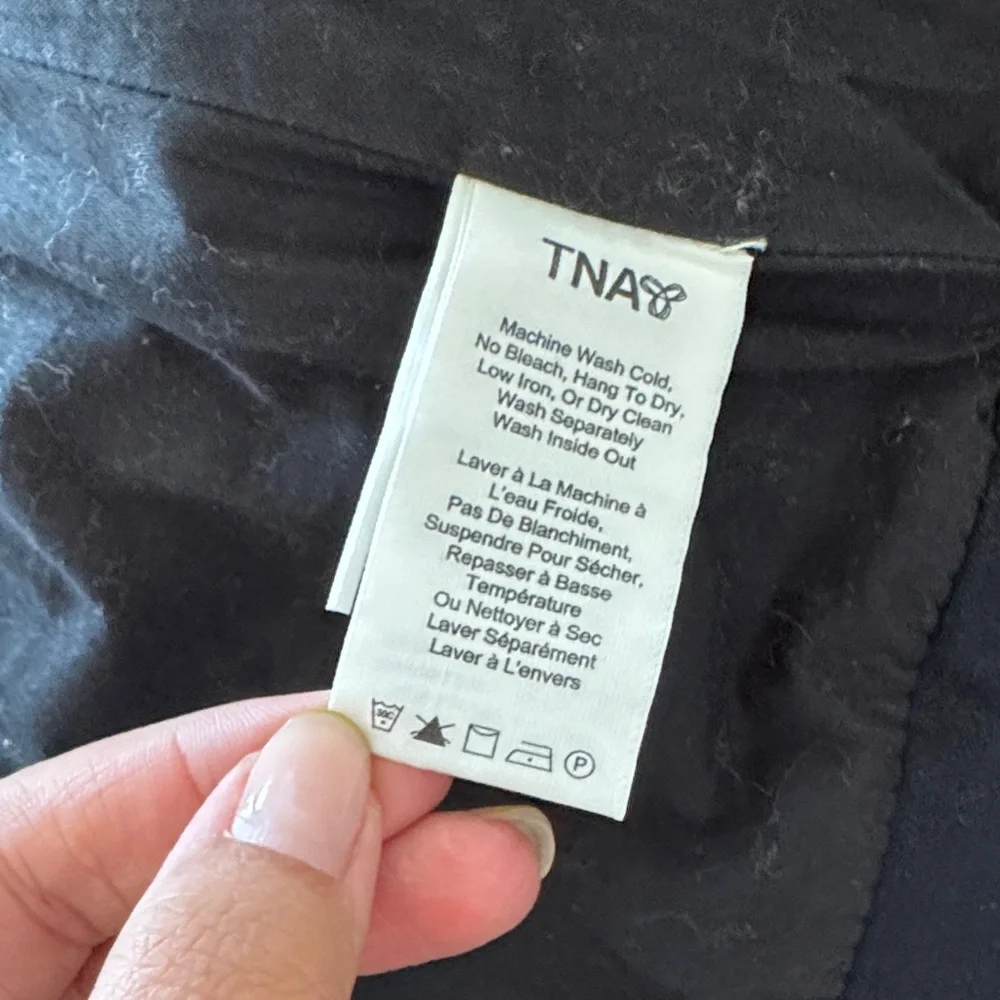 TNA
Machine Wash Cold,
No Bleach, Hang To Dry,
Low Iron, Or Dry Clean
Wash Separately
Wash Inside Out
Laver à La Machine à
L'eau Froide,
Pas De Blanchiment,
Suspendre Pour Sécher,
Repasser à Basse
Température
Ou Nettoyer à Sec
Laver Séparément
Laver à L'envers
30C P